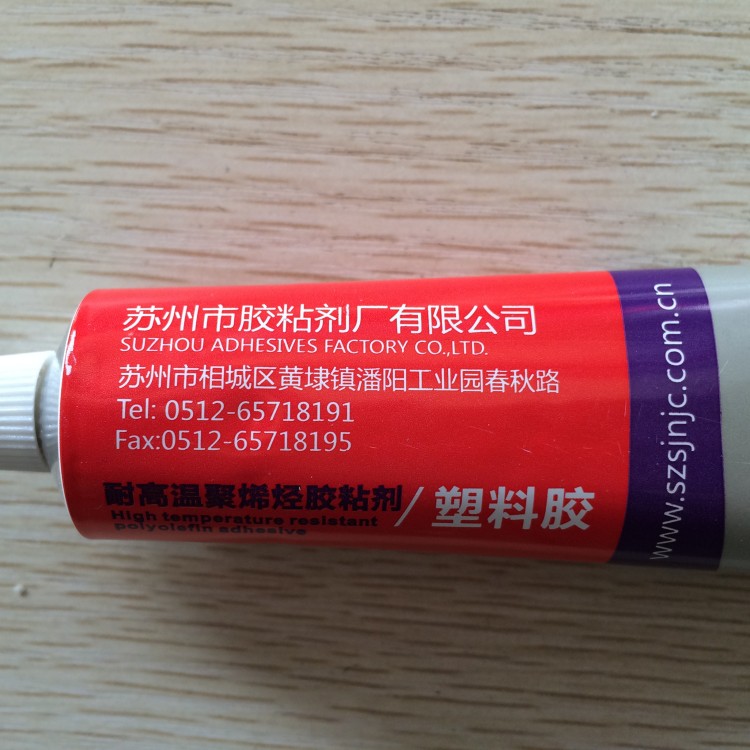 苏州市胶粘剂厂有限公司
SUZHOU ADHESIVES FACTORY CO.,LTD.
苏州市相城区黄埭镇潘阳工业园春秋路
Tel: 0512-65718191
Fax:0512-65718195
耐高温聚烯烃胶粘剂/塑料胶
High temperature resistant
polyolefin adhesive
www.szsjnjc.com.cn